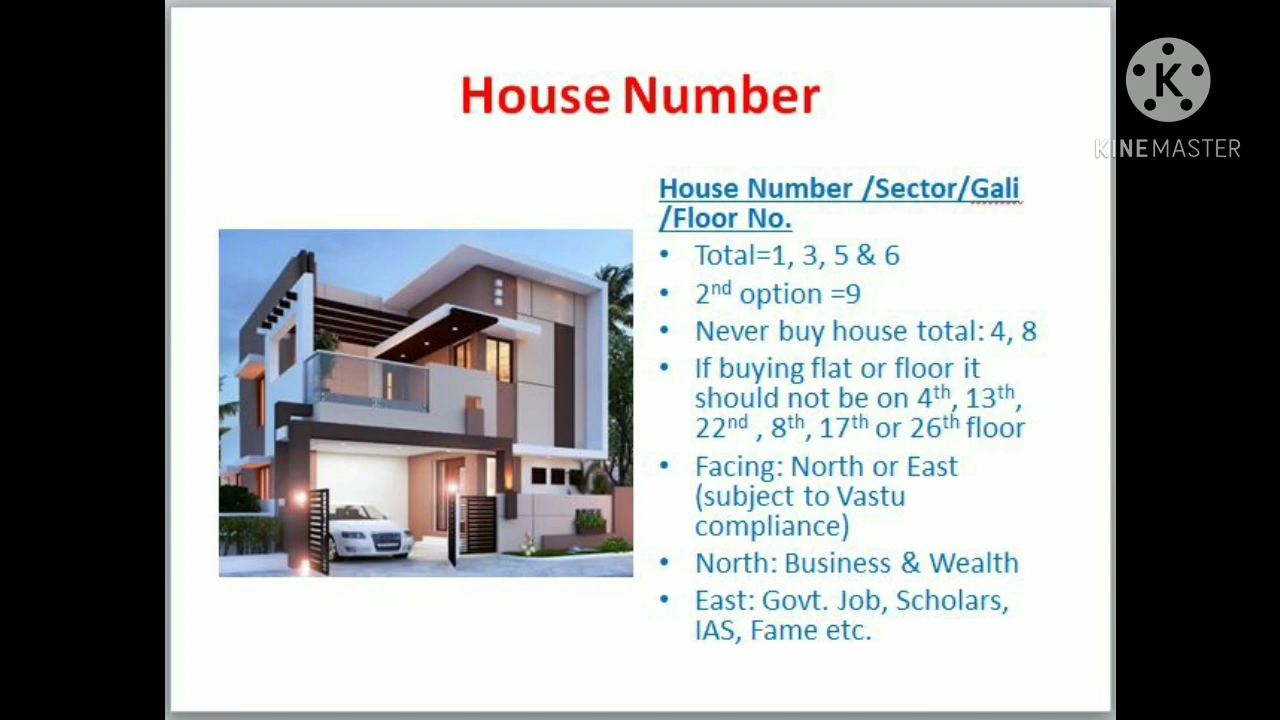 House Number
K
KINEMASTER
House Number /Sector/Gali
/Floor No.
• Total=1, 3, 5 & 6
• 2nd option =9
• Never buy house total: 4, 8
• If buying flat or floor it
should not be on 4th, 13th,
22nd , 8th, 17th or 26th floor
• Facing: North or East
(subject to Vastu
compliance)
• North: Business & Wealth
• East: Govt. Job, Scholars,
IAS, Fame etc.